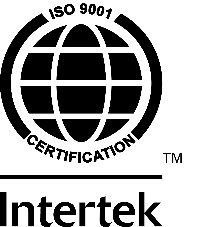 ISO 9001
CERTIFICATION
TM
Intertek